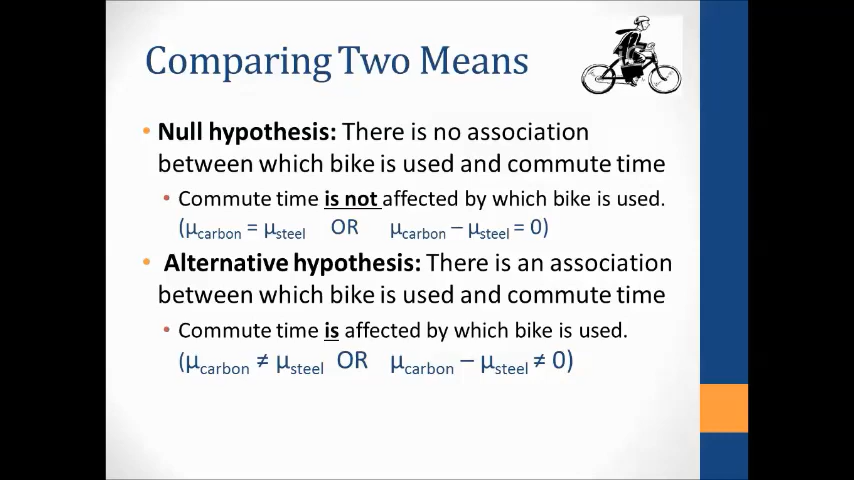 Comparing Two Means
• Null hypothesis: There is no association
between which bike is used and commute time
• Commute time is not affected by which bike is used.
(μcarbon = μsteel OR μcarbon − μsteel = 0)
• Alternative hypothesis: There is an association
between which bike is used and commute time
• Commute time is affected by which bike is used.
(μcarbon ≠ μsteel OR μcarbon − μsteel ≠ 0)